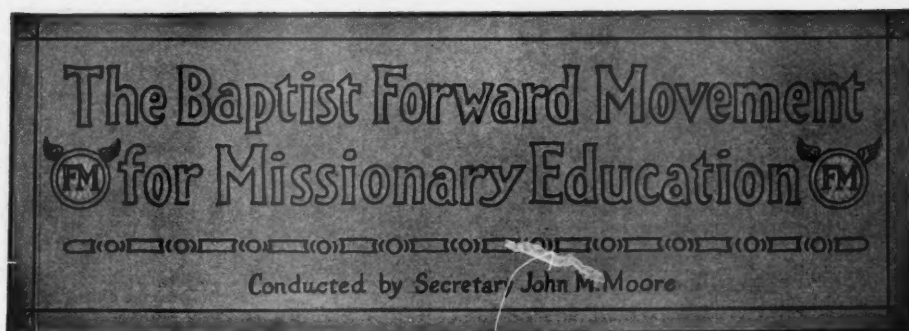 The Baptist Forward Movement
FM for Missionary Education FM
Conducted by Secretary John M. Moore